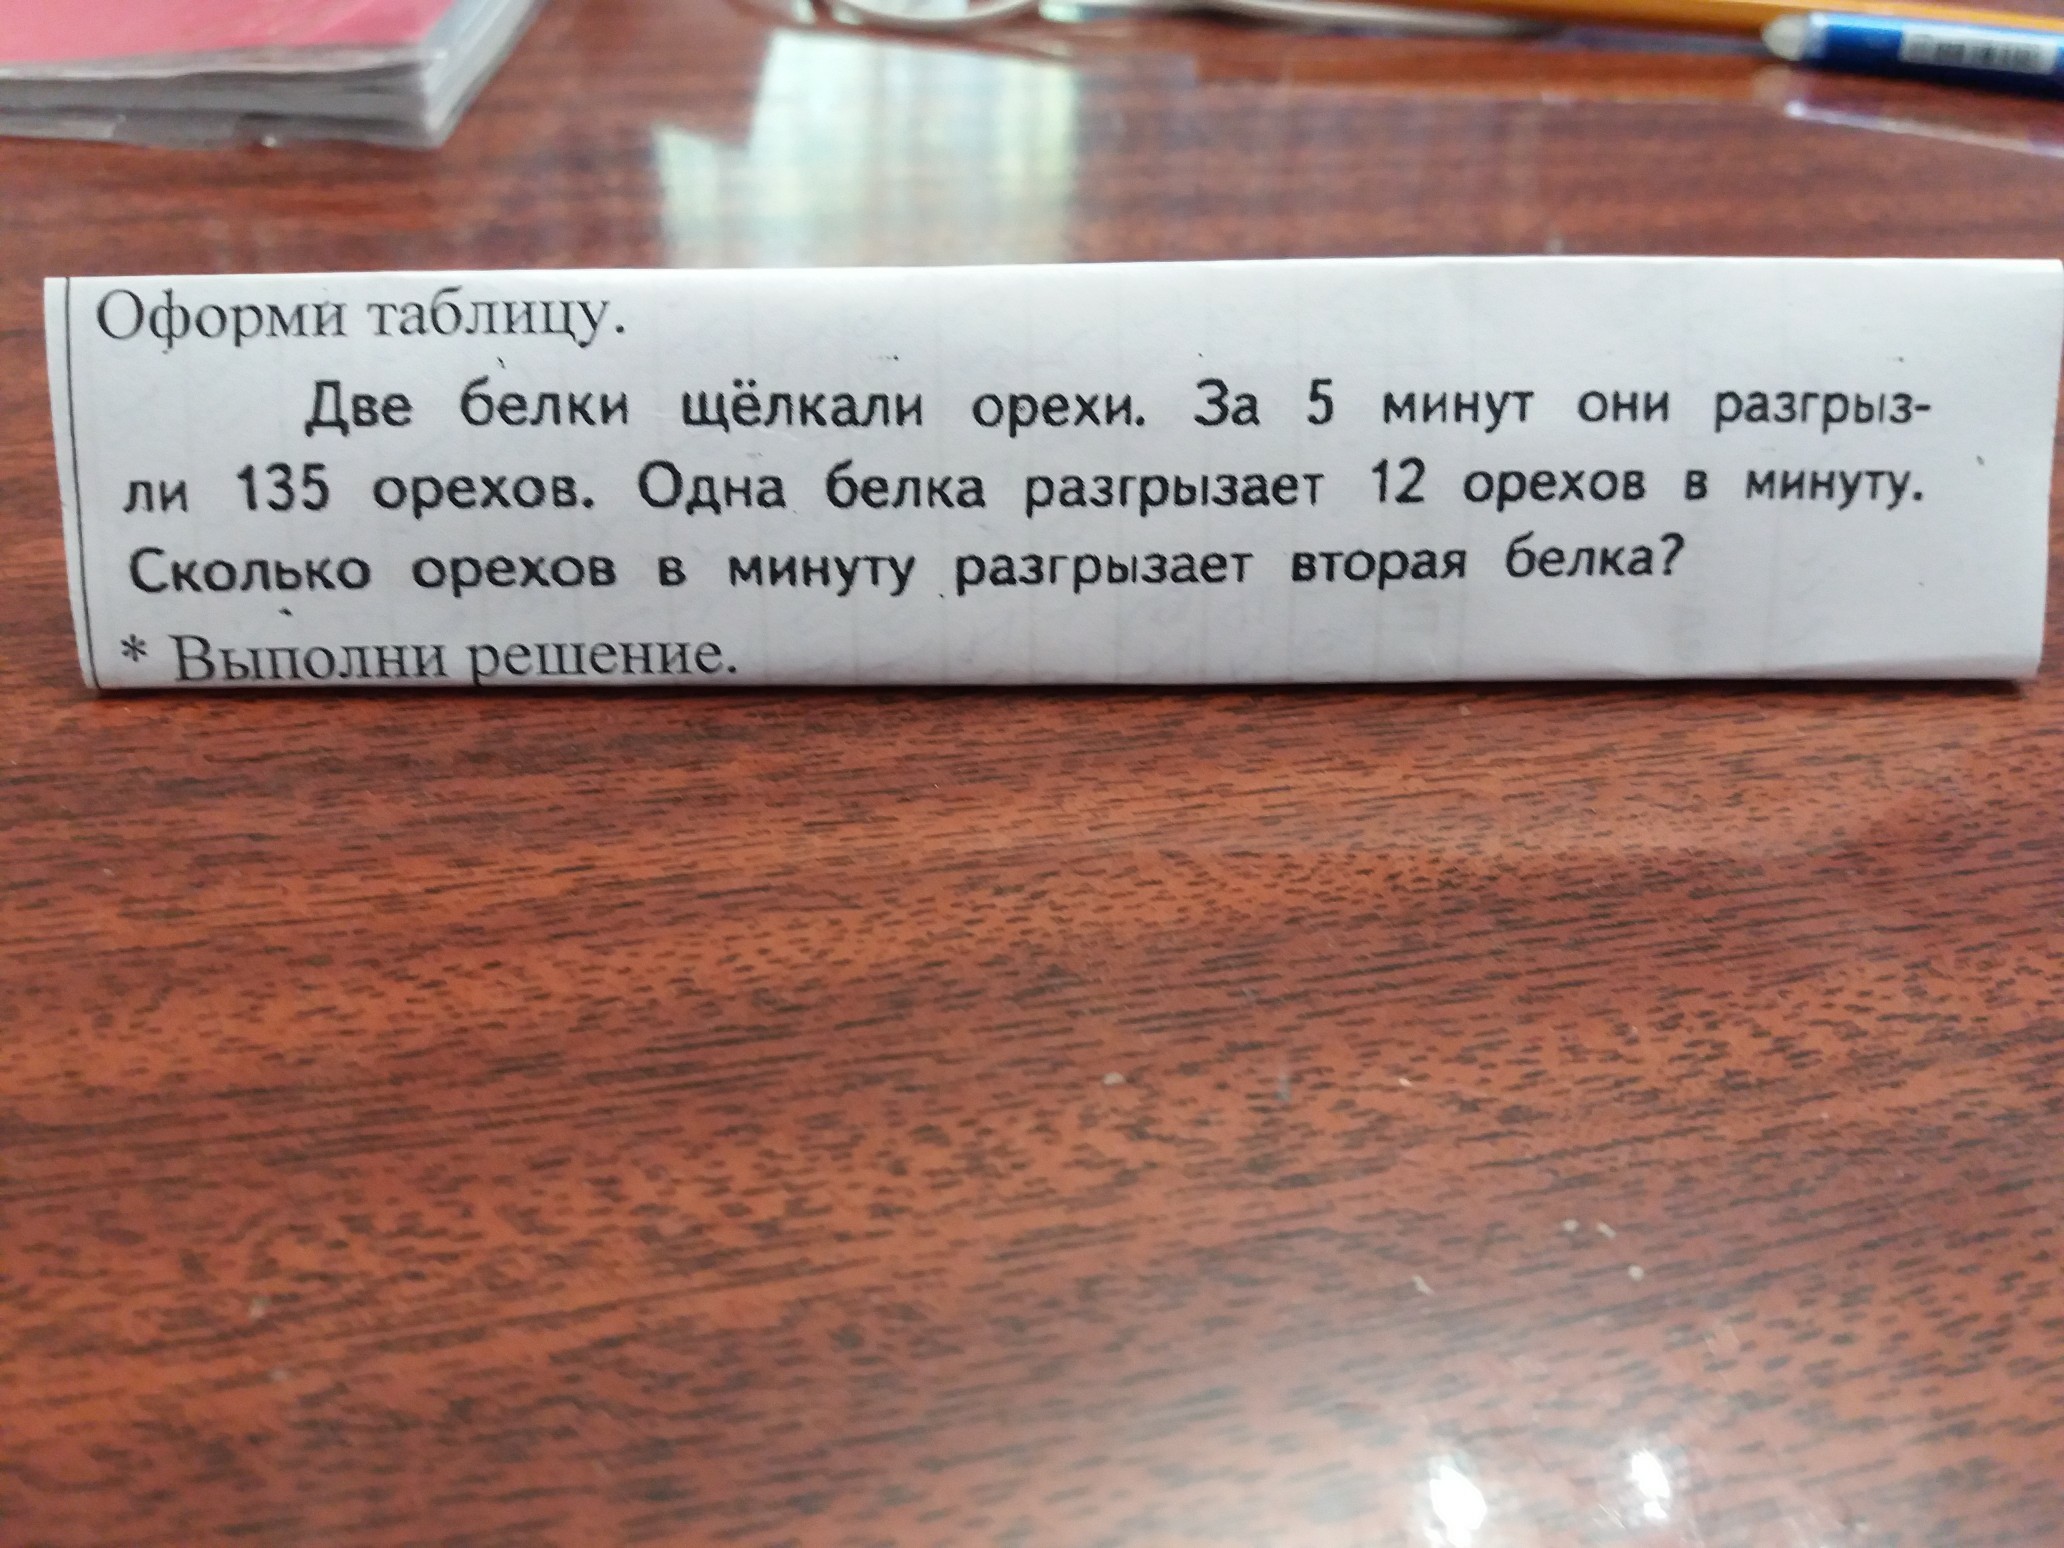 Оформи таблицу.
Две белки щёлкали орехи. За 5 минут они разгрыз-
ли 135 орехов. Одна белка разгрызает 12 орехов в минуту.
Сколько орехов в минуту разгрызает вторая белка?
* Выполни решение.